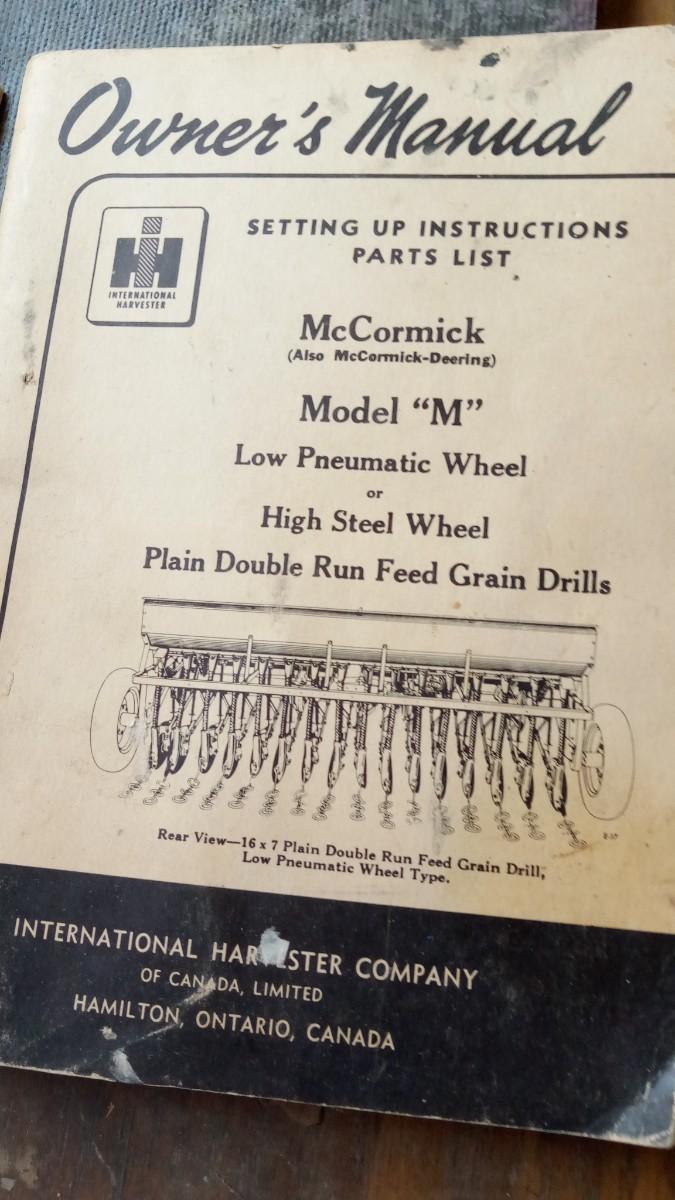 Owner's Manual
IH
INTERNATIONAL
HARVESTER
SETTING UP INSTRUCTIONS
PARTS LIST
McCormick
(Also McCormick-Deering)
Model “M”
Low Pneumatic Wheel
or
High Steel Wheel
Plain Double Run Feed Grain Drills
Rear View—16 x 7 Plain Double Run Feed Grain Drill,
Low Pneumatic Wheel Type.
INTERNATIONAL HARVESTER COMPANY
OF CANADA, LIMITED
HAMILTON, ONTARIO, CANADA